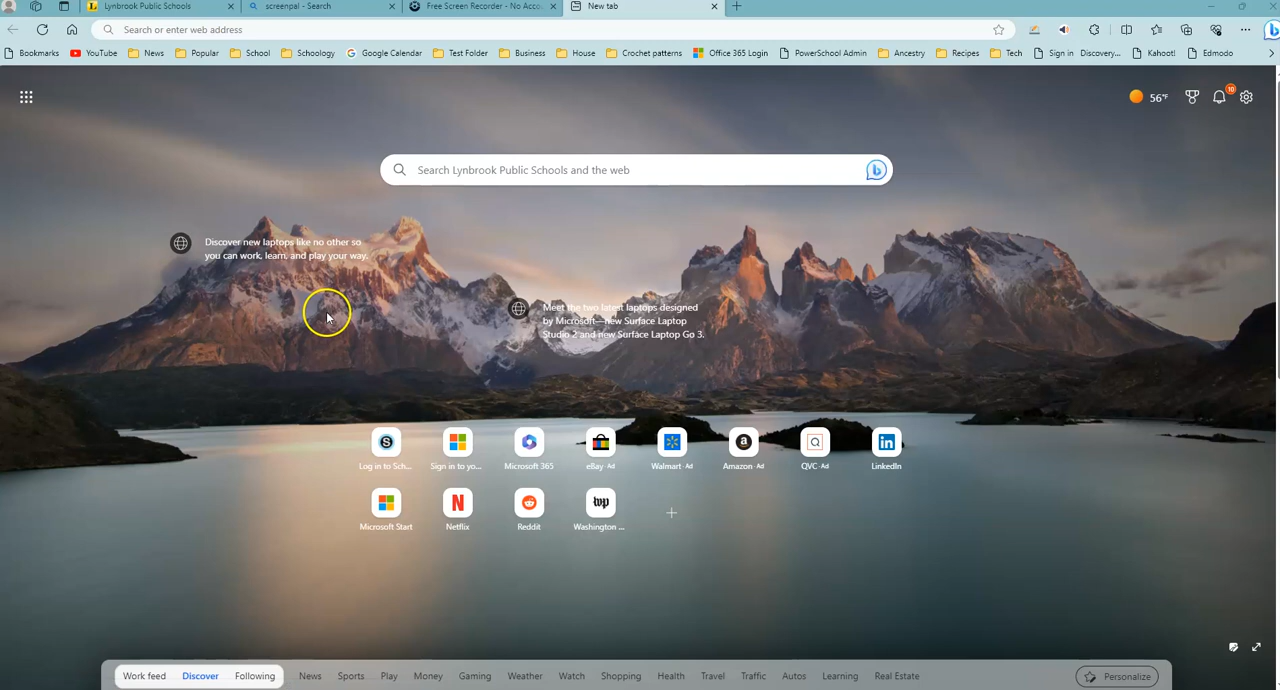 Lynbrook Public Schools
screenpal - Search
Free Screen Recorder - No Accou
New tab
Search or enter web address
Bookmarks
YouTube
News
Popular
School
Schoology
Google Calendar
Test Folder
Business
House
Crochet patterns
Office 365 Login
PowerSchool Admin
Ancestry
Recipes
Tech
Sign in Discovery...
Kahoot!
Edmodo
56°F
10
Search Lynbrook Public Schools and the web
Discover new laptops like no other so
you can work, learn, and play your way.
Meet the two latest laptops designed
by Microsoft—new Surface Laptop
Studio 2 and new Surface Laptop Go 3.
Log in to Sch...
Sign in to yo...
Microsoft 365
eBay · Ad
Walmart · Ad
Amazon · Ad
QVC · Ad
LinkedIn
Microsoft Start
Netflix
Reddit
Washington ...
Work feed
Discover
Following
News
Sports
Play
Money
Gaming
Weather
Watch
Shopping
Health
Travel
Traffic
Autos
Learning
Real Estate
Personalize